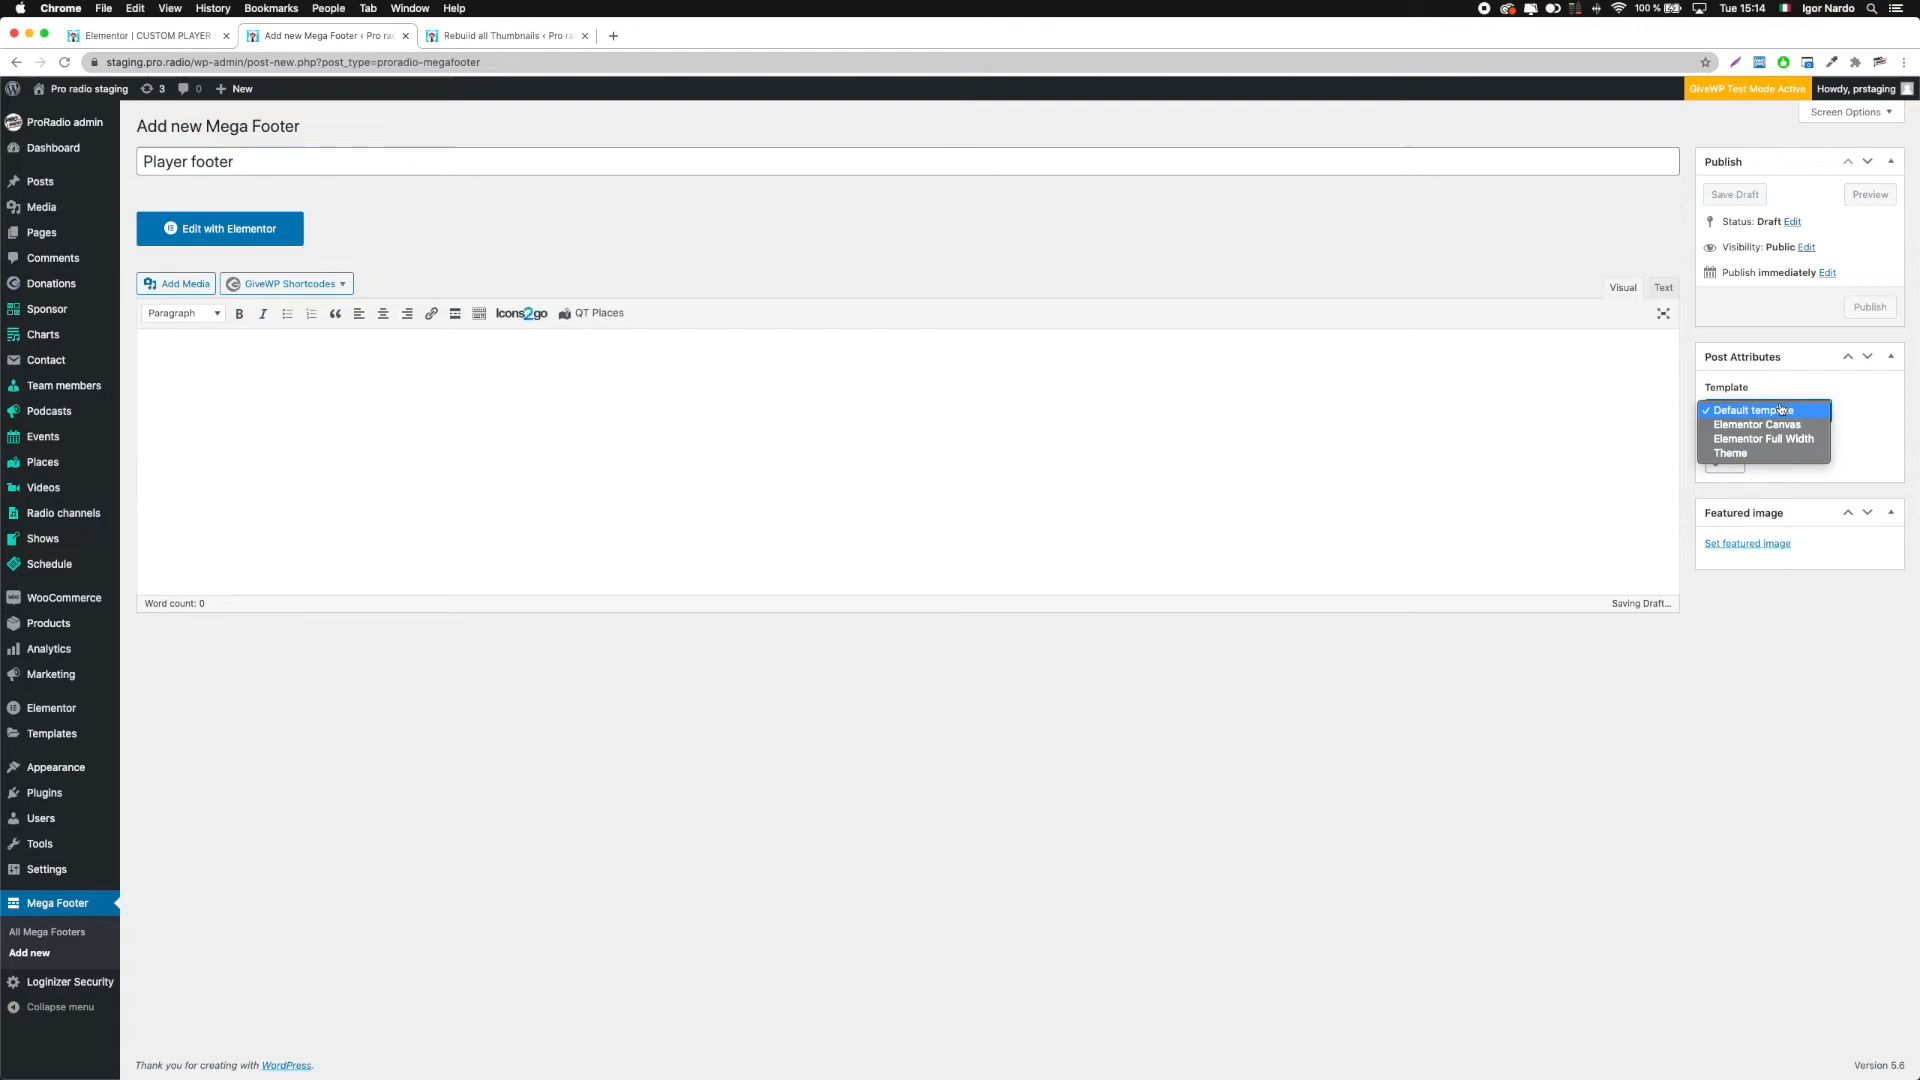 Chrome File Edit View History Bookmarks People Tab Window Help 100 % Tue 15:14 Igor Nardo
Elementor | CUSTOM PLAYER Add new Mega Footer ‹ Pro rad Rebuild all Thumbnails ‹ Pro ra
staging.pro.radio/wp-admin/post-new.php?post_type=proradio-megafooter
Pro radio staging 3 0 New GiveWP Test Mode Active Howdy, prstaging
Screen Options
ProRadio admin
Dashboard
Posts
Media
Pages
Comments
Donations
Sponsor
Charts
Contact
Team members
Podcasts
Events
Places
Videos
Radio channels
Shows
Schedule
WooCommerce
Products
Analytics
Marketing
Elementor
Templates
Appearance
Plugins
Users
Tools
Settings
Mega Footer
All Mega Footers
Add new
Loginizer Security
Collapse menu
Add new Mega Footer
Player footer
Edit with Elementor
Add Media GiveWP Shortcodes Visual Text
Paragraph Icons2go QT Places
Word count: 0 Saving Draft...
Publish
Save Draft Preview
Status: Draft Edit
Visibility: Public Edit
Publish immediately Edit
Publish
Post Attributes
Template
Default template
Elementor Canvas
Elementor Full Width
Theme
Featured image
Set featured image
Thank you for creating with WordPress. Version 5.6